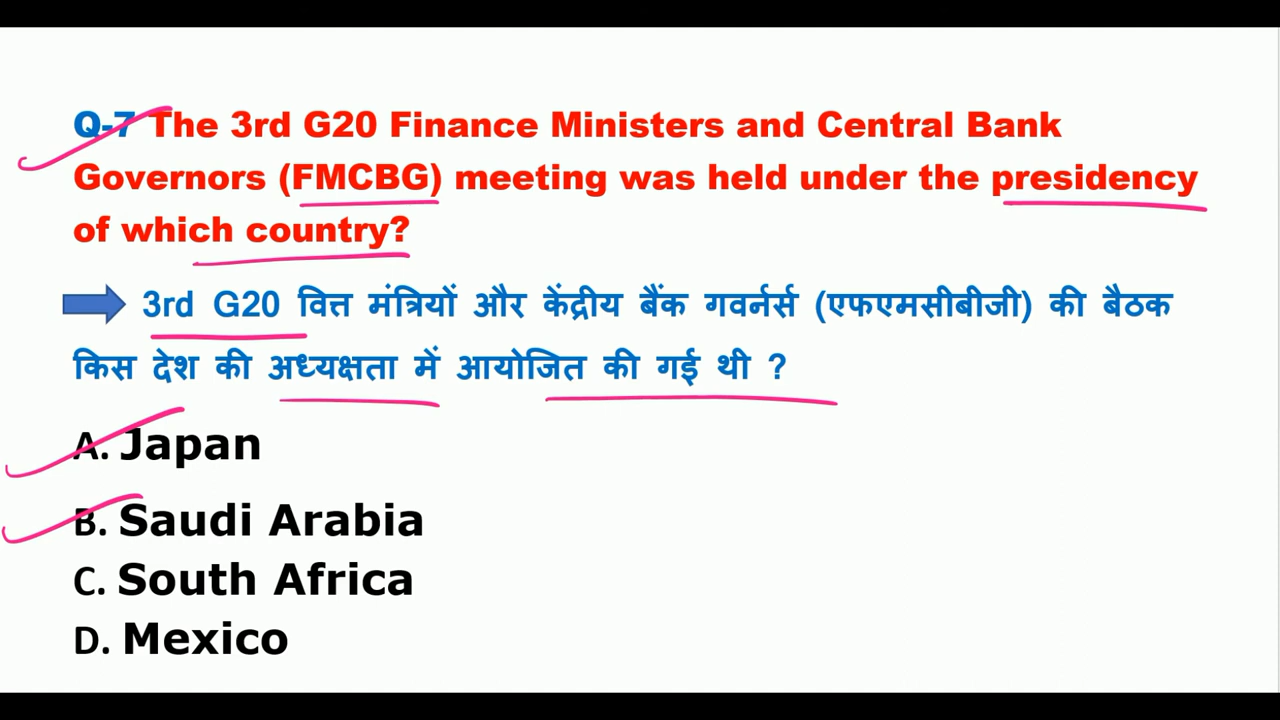 Q-7 The 3rd G20 Finance Ministers and Central Bank
Governors (FMCBG) meeting was held under the presidency
of which country?
3rd G20 वित्त मंत्रियों और केंद्रीय बैंक गवर्नर्स (एफएमसीबीजी) की बैठक
किस देश की अध्यक्षता में आयोजित की गई थी ?
A. Japan
B. Saudi Arabia
C. South Africa
D. Mexico